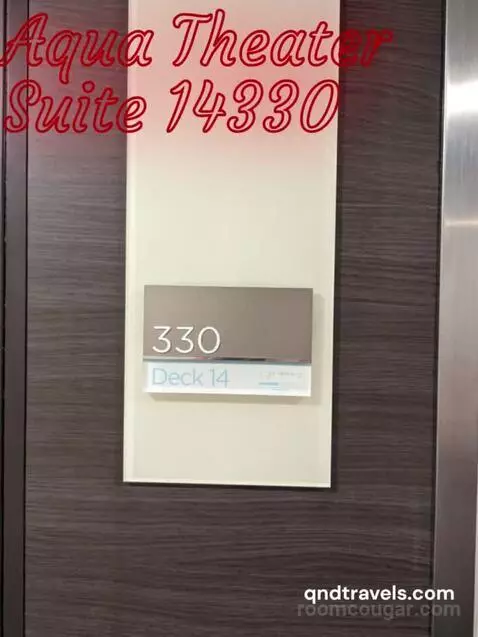 Aqua Theater
Suite 14330
330
Deck 14
qndtravels.com
roomcougar.com